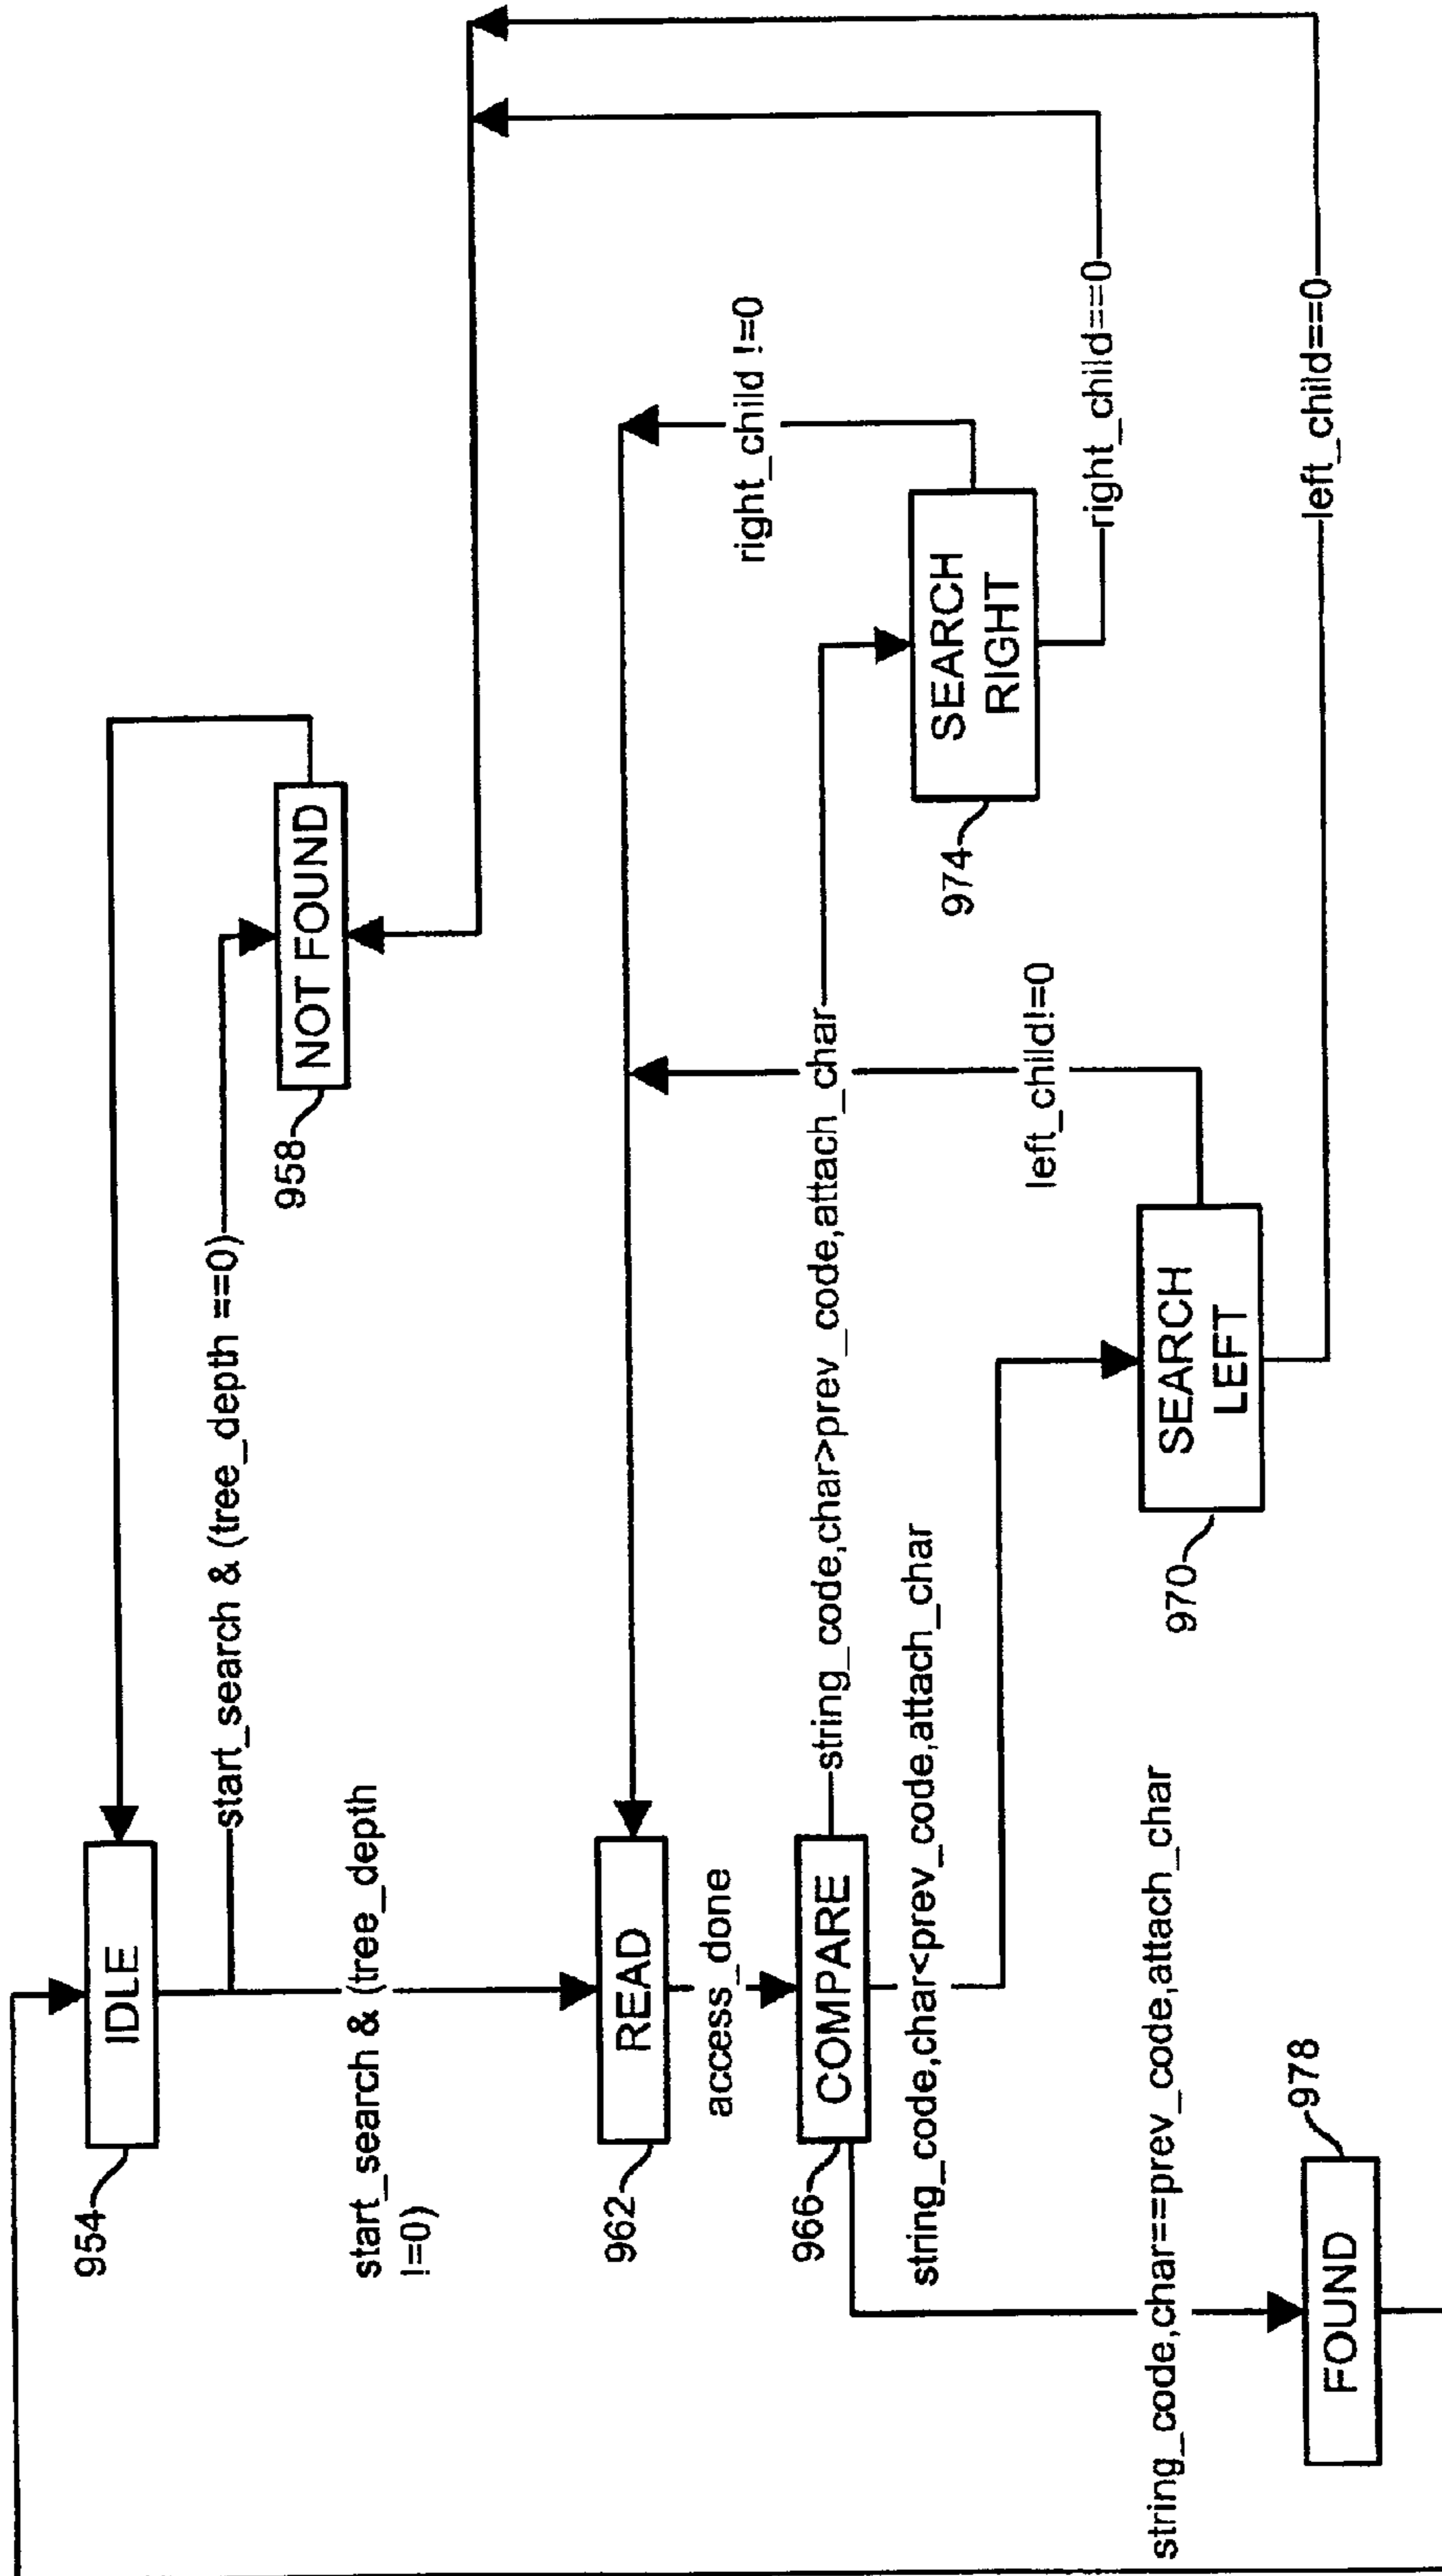 IDLE
954
start_search & (tree_depth ==0)
NOT FOUND
958
start_search & (tree_depth
!=0)
READ
962
access_done
COMPARE
966
string_code,char>prev_code,attach_char
right_child !=0
SEARCH
RIGHT
974
right_child==0
string_code,char<prev_code,attach_char
left_child!=0
SEARCH
LEFT
970
left_child==0
string_code,char==prev_code,attach_char
FOUND
978